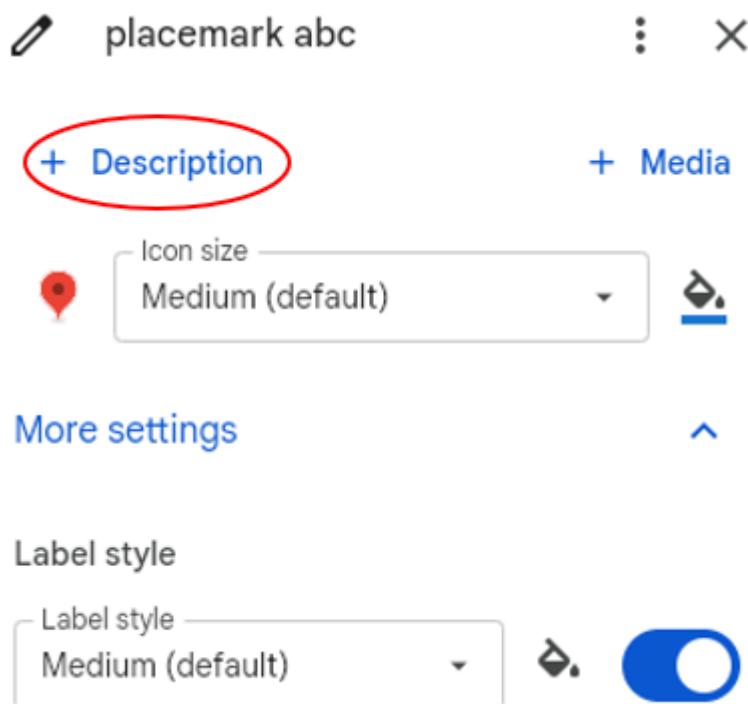 placemark abc
+ Description
+ Media
Icon size
Medium (default)
More settings
Label style
Label style
Medium (default)